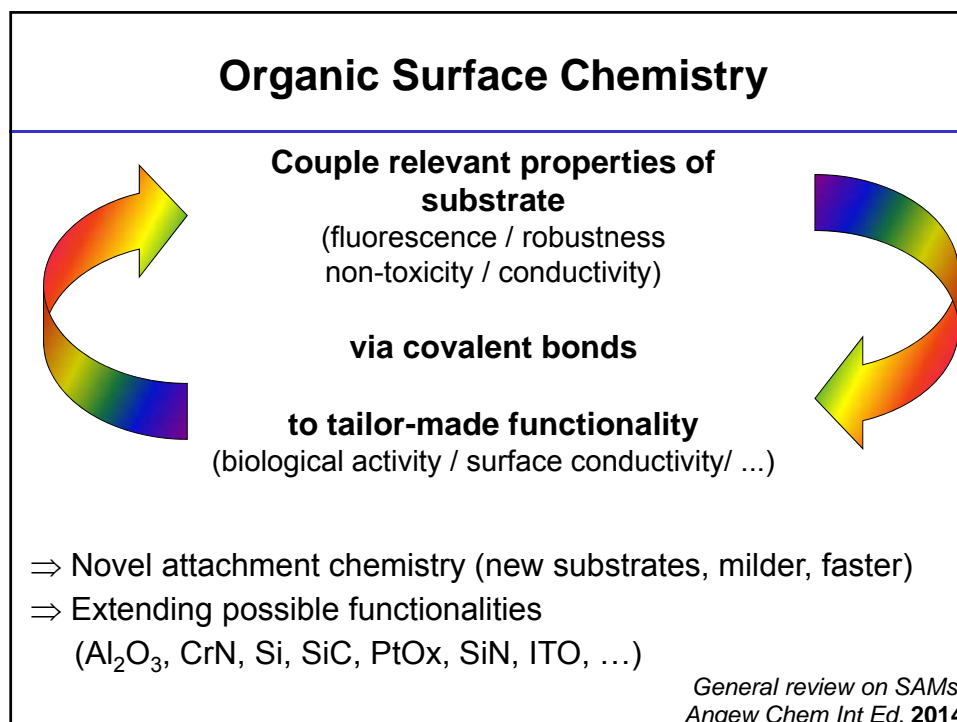 Organic Surface Chemistry
Couple relevant properties of
substrate
(fluorescence / robustness
non-toxicity / conductivity)
via covalent bonds
to tailor-made functionality
(biological activity / surface conductivity/ ...)
⇒ Novel attachment chemistry (new substrates, milder, faster)
⇒ Extending possible functionalities
(Al₂O₃, CrN, Si, SiC, PtOx, SiN, ITO, …)
General review on SAMs
Angew Chem Int Ed. 2014